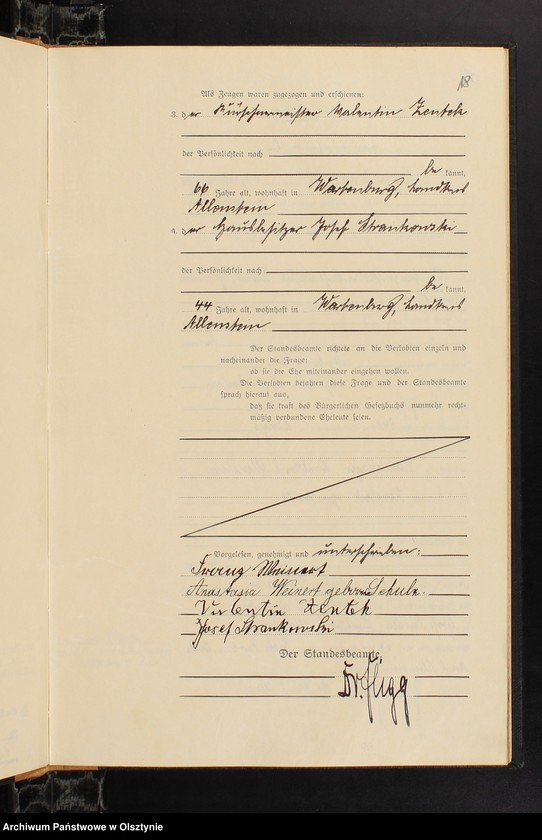 18
Als Zeugen waren zugezogen und erschienen:
3. der Kürschnermeister Valentin Zentek
der Persönlichkeit nach
be kannt,
66 Jahre alt, wohnhaft in Wartenburg, Landkreis
Allenstein
4. der Hausbesitzer Josef Strankowski
der Persönlichkeit nach
be kannt,
44 Jahre alt, wohnhaft in Wartenburg, Landkreis
Allenstein
Der Standesbeamte richtete an die Verlobten einzeln und
nacheinander die Frage:
ob sie die Ehe miteinander eingehen wollen.
Die Verlobten bejahten diese Frage und der Standesbeamte
sprach hierauf aus,
daß sie kraft des Bürgerlichen Gesetzbuchs nunmehr recht-
mäßig verbundene Eheleute seien.
Vorgelesen, genehmigt und unterschrieben:
Franz Weinert
Anastasia Weinert geborene
Valentin Zentek
Josef Strankowski
Der Standesbeamte.
Archiwum Państwowe w Olsztynie